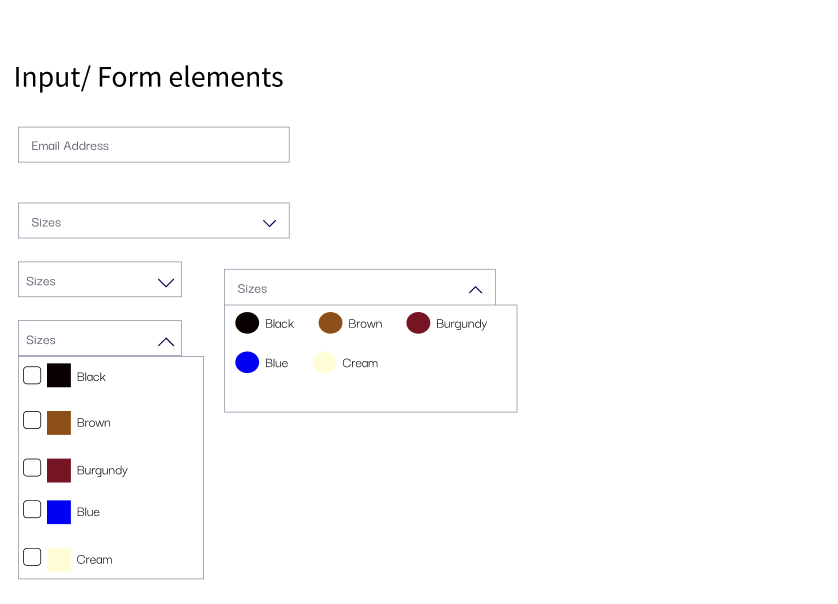 Input/ Form elements
Email Address
Sizes
Sizes
Sizes
Black
Brown
Burgundy
Blue
Cream
Sizes
Black Brown Burgundy
Blue Cream